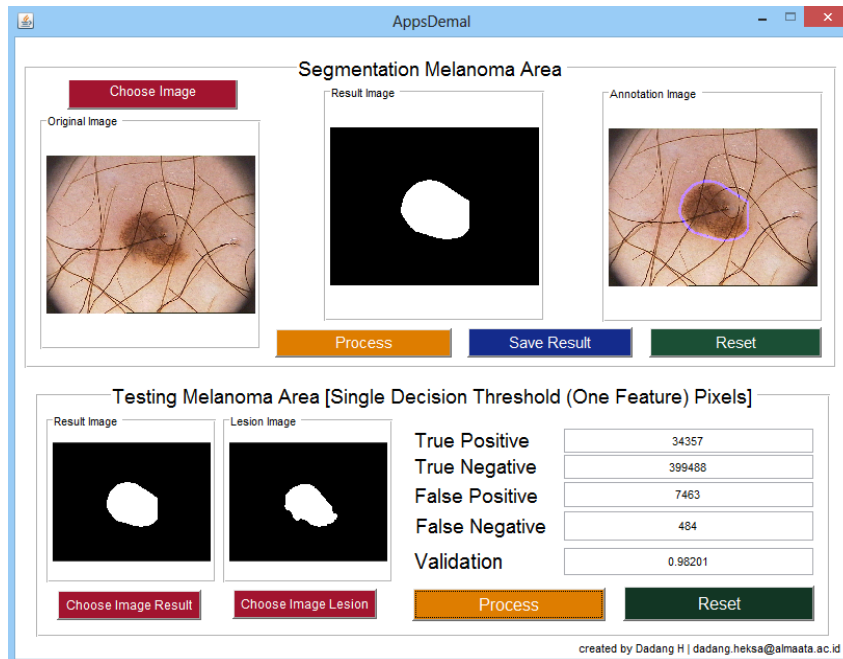 AppsDemal
Segmentation Melanoma Area
Choose Image
Original Image
Result Image
Annotation Image
Process
Save Result
Reset
Testing Melanoma Area [Single Decision Threshold (One Feature) Pixels]
Result Image
Lesion Image
Choose Image Result
Choose Image Lesion
True Positive
34357
True Negative
399488
False Positive
7463
False Negative
484
Validation
0.98201
Process
Reset
created by Dadang H | dadang.heksa@almaata.ac.id